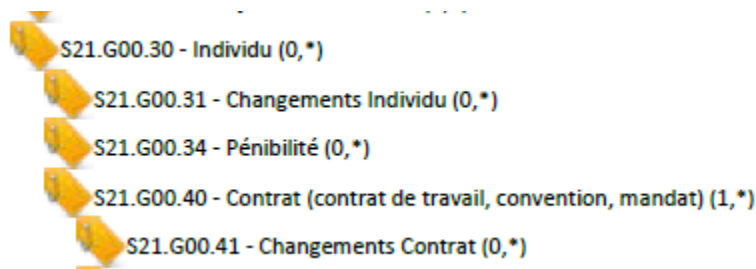 S21.G00.30 - Individu (0,*)
S21.G00.31 - Changements Individu (0,*)
S21.G00.34 - Pénibilité (0,*)
S21.G00.40 - Contrat (contrat de travail, convention, mandat) (1,*)
S21.G00.41 - Changements Contrat (0,*)